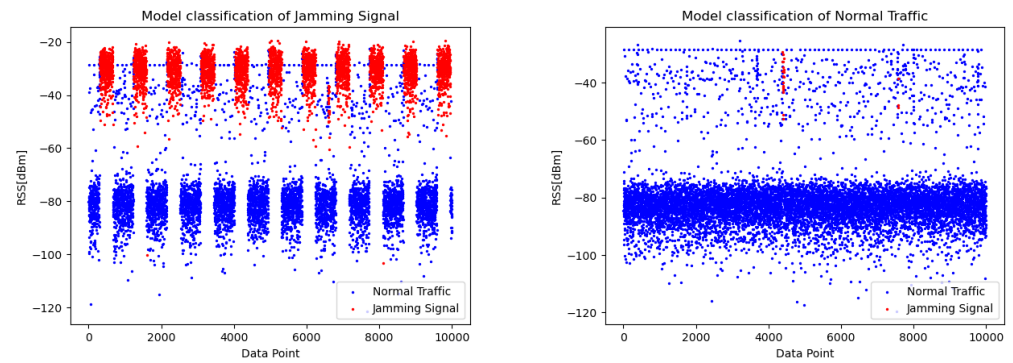 Model classification of Jamming Signal
−20
−40
−60
−80
−100
−120
RSS[dBm]
0
2000
4000
6000
8000
10000
Data Point
Normal Traffic
Jamming Signal
Model classification of Normal Traffic
−40
−60
−80
−100
−120
RSS[dBm]
0
2000
4000
6000
8000
10000
Data Point
Normal Traffic
Jamming Signal